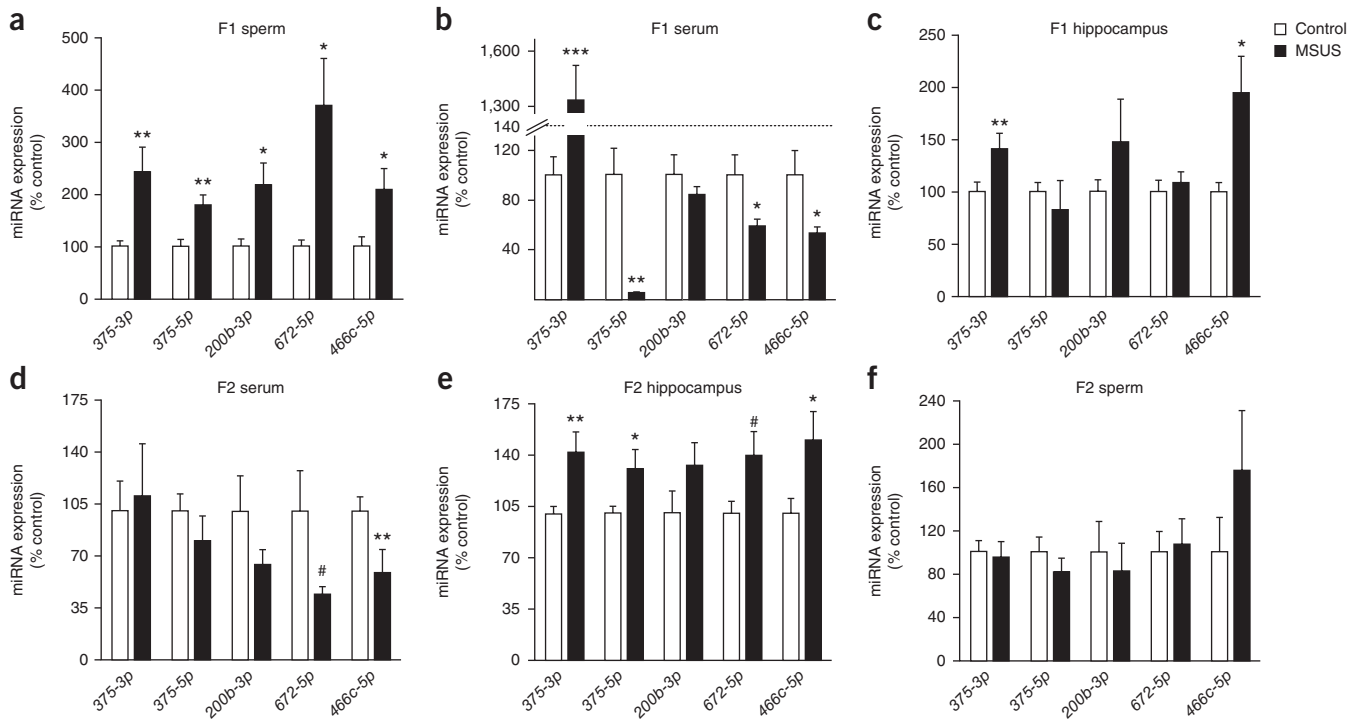 a
F1 sperm
miRNA expression
(% control)
500
400
300
200
100
0
**
**
*
*
*
375-3p
375-5p
200b-3p
672-5p
466c-5p
b
F1 serum
miRNA expression
(% control)
1,600
1,300
140
120
80
40
***
**
*
*
375-3p
375-5p
200b-3p
672-5p
466c-5p
c
F1 hippocampus
miRNA expression
(% control)
250
200
150
100
50
0
**
*
375-3p
375-5p
200b-3p
672-5p
466c-5p
Control
MSUS
d
F2 serum
miRNA expression
(% control)
175
140
105
70
35
0
#
**
375-3p
375-5p
200b-3p
672-5p
466c-5p
e
F2 hippocampus
miRNA expression
(% control)
175
140
105
70
35
0
**
*
#
*
375-3p
375-5p
200b-3p
672-5p
466c-5p
f
F2 sperm
miRNA expression
(% control)
240
200
160
120
80
40
0
375-3p
375-5p
200b-3p
672-5p
466c-5p